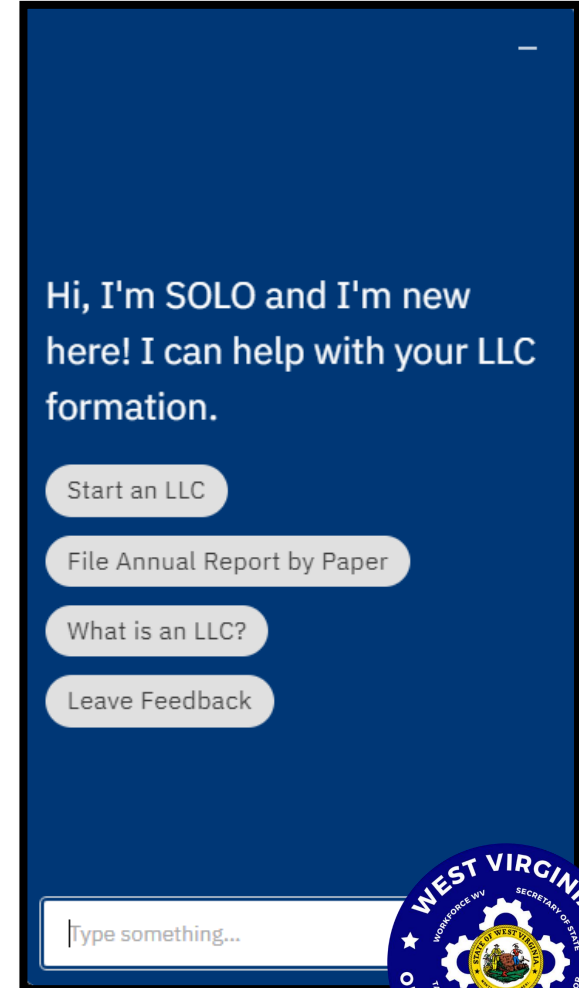 Hi, I'm SOLO and I'm new
here! I can help with your LLC
formation.
Start an LLC
File Annual Report by Paper
What is an LLC?
Leave Feedback
Type something...
WEST VIRGINIA
WORKFORCE WV
SECRETARY OF STATE
STATE OF WEST VIRGINIA